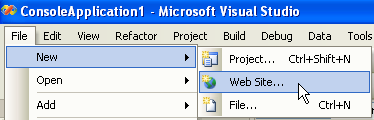 ConsoleApplication1 - Microsoft Visual Studio
File Edit View Refactor Project Build Debug Data Tools
New
Project... Ctrl+Shift+N
Open
Web Site...
Add
File... Ctrl+N